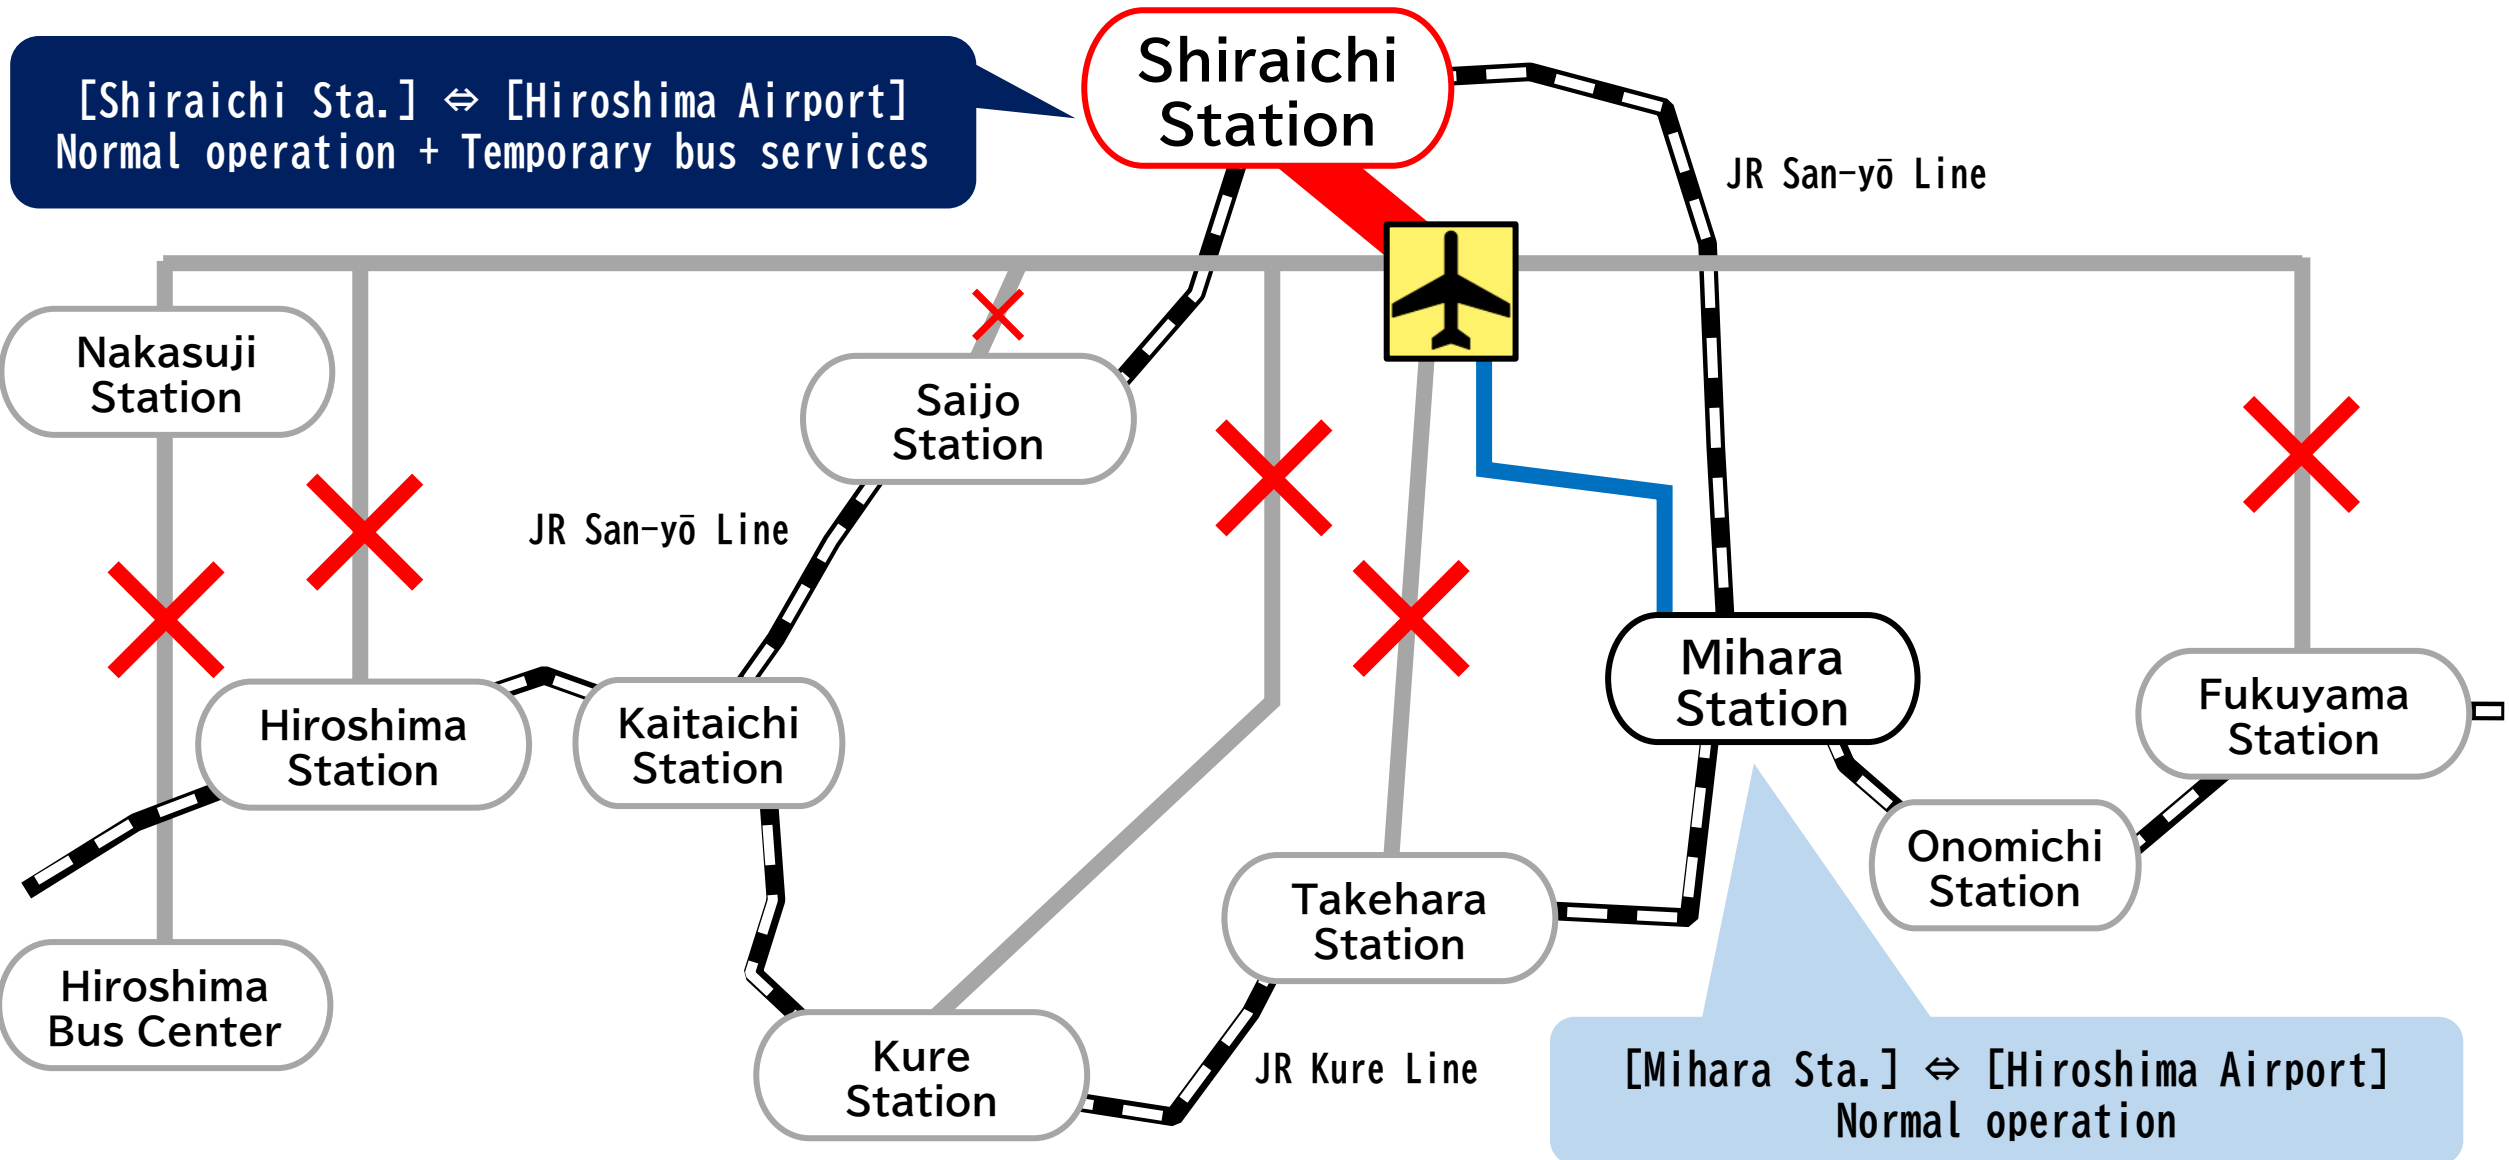 [Shiraichi Sta.] ⇔ [Hiroshima Airport]
Normal operation + Temporary bus services
Shiraichi
Station
JR San-yō Line
Nakasuji
Station
Saijo
Station
JR San-yō Line
Hiroshima
Station
Kaitaichi
Station
Mihara
Station
Fukuyama
Station
Onomichi
Station
Takehara
Station
Hiroshima
Bus Center
Kure
Station
JR Kure Line
[Mihara Sta.] ⇔ [Hiroshima Airport]
Normal operation